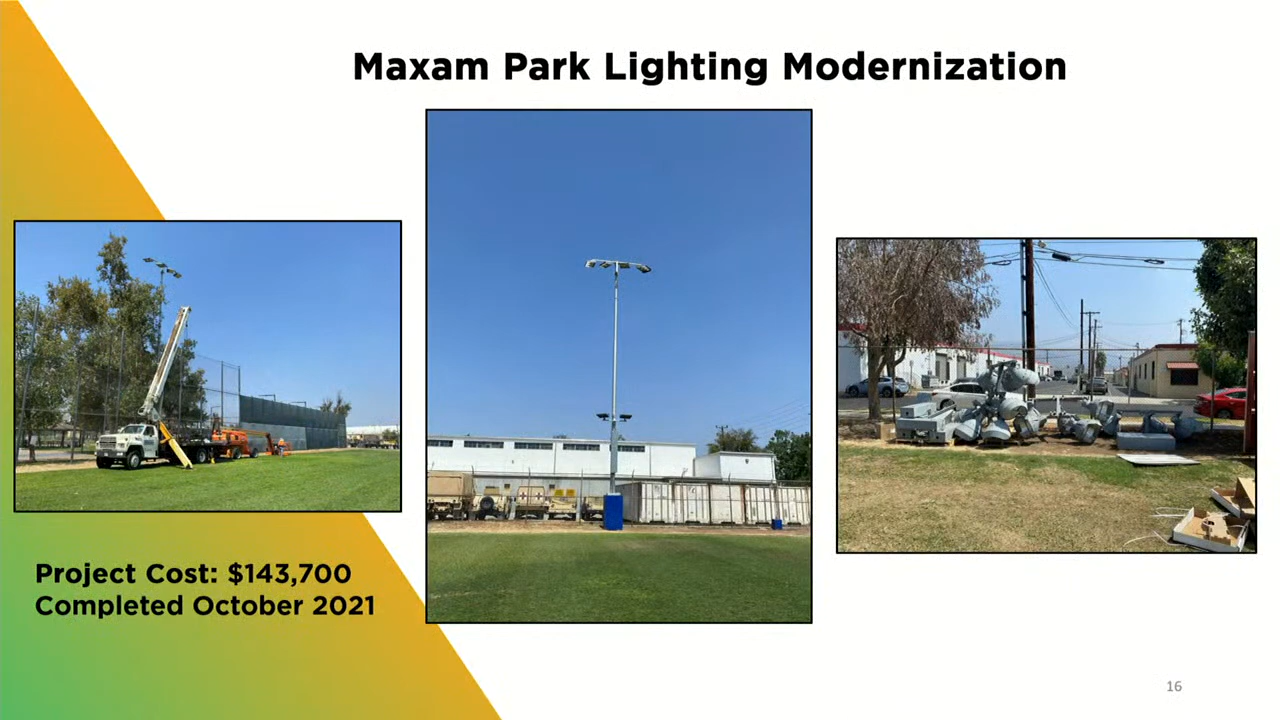 Maxam Park Lighting Modernization
Project Cost: $143,700
Completed October 2021
16